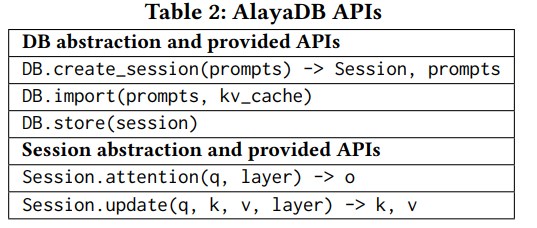 Table 2: AlayaDB APIs
DB abstraction and provided APIs
DB.create_session(prompts) -> Session, prompts
DB.import(prompts, kv_cache)
DB.store(session)
Session abstraction and provided APIs
Session.attention(q, layer) -> o
Session.update(q, k, v, layer) -> k, v